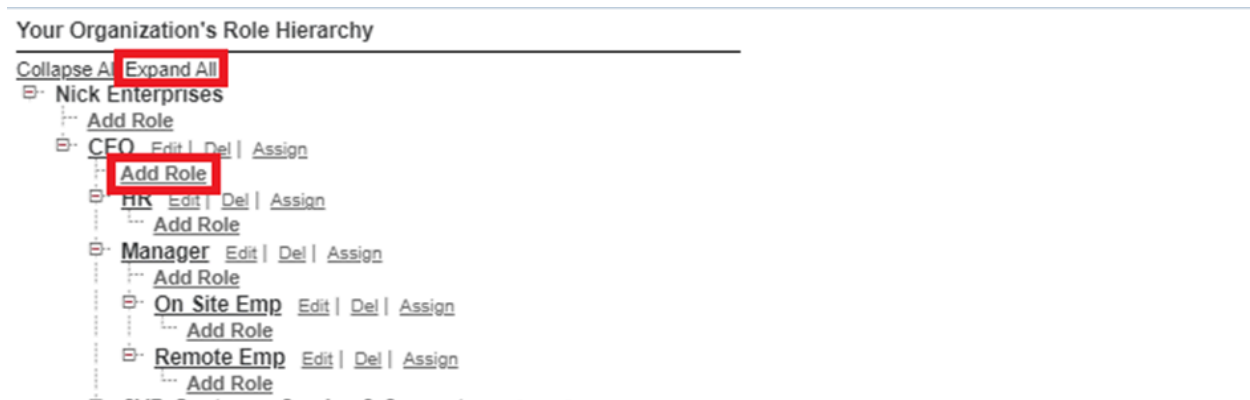 Your Organization's Role Hierarchy
Collapse Al Expand All
Nick Enterprises
Add Role
CEO Edit | Del | Assign
Add Role
HR Edit | Del | Assign
Add Role
Manager Edit | Del | Assign
Add Role
On Site Emp Edit | Del | Assign
Add Role
Remote Emp Edit | Del | Assign
Add Role